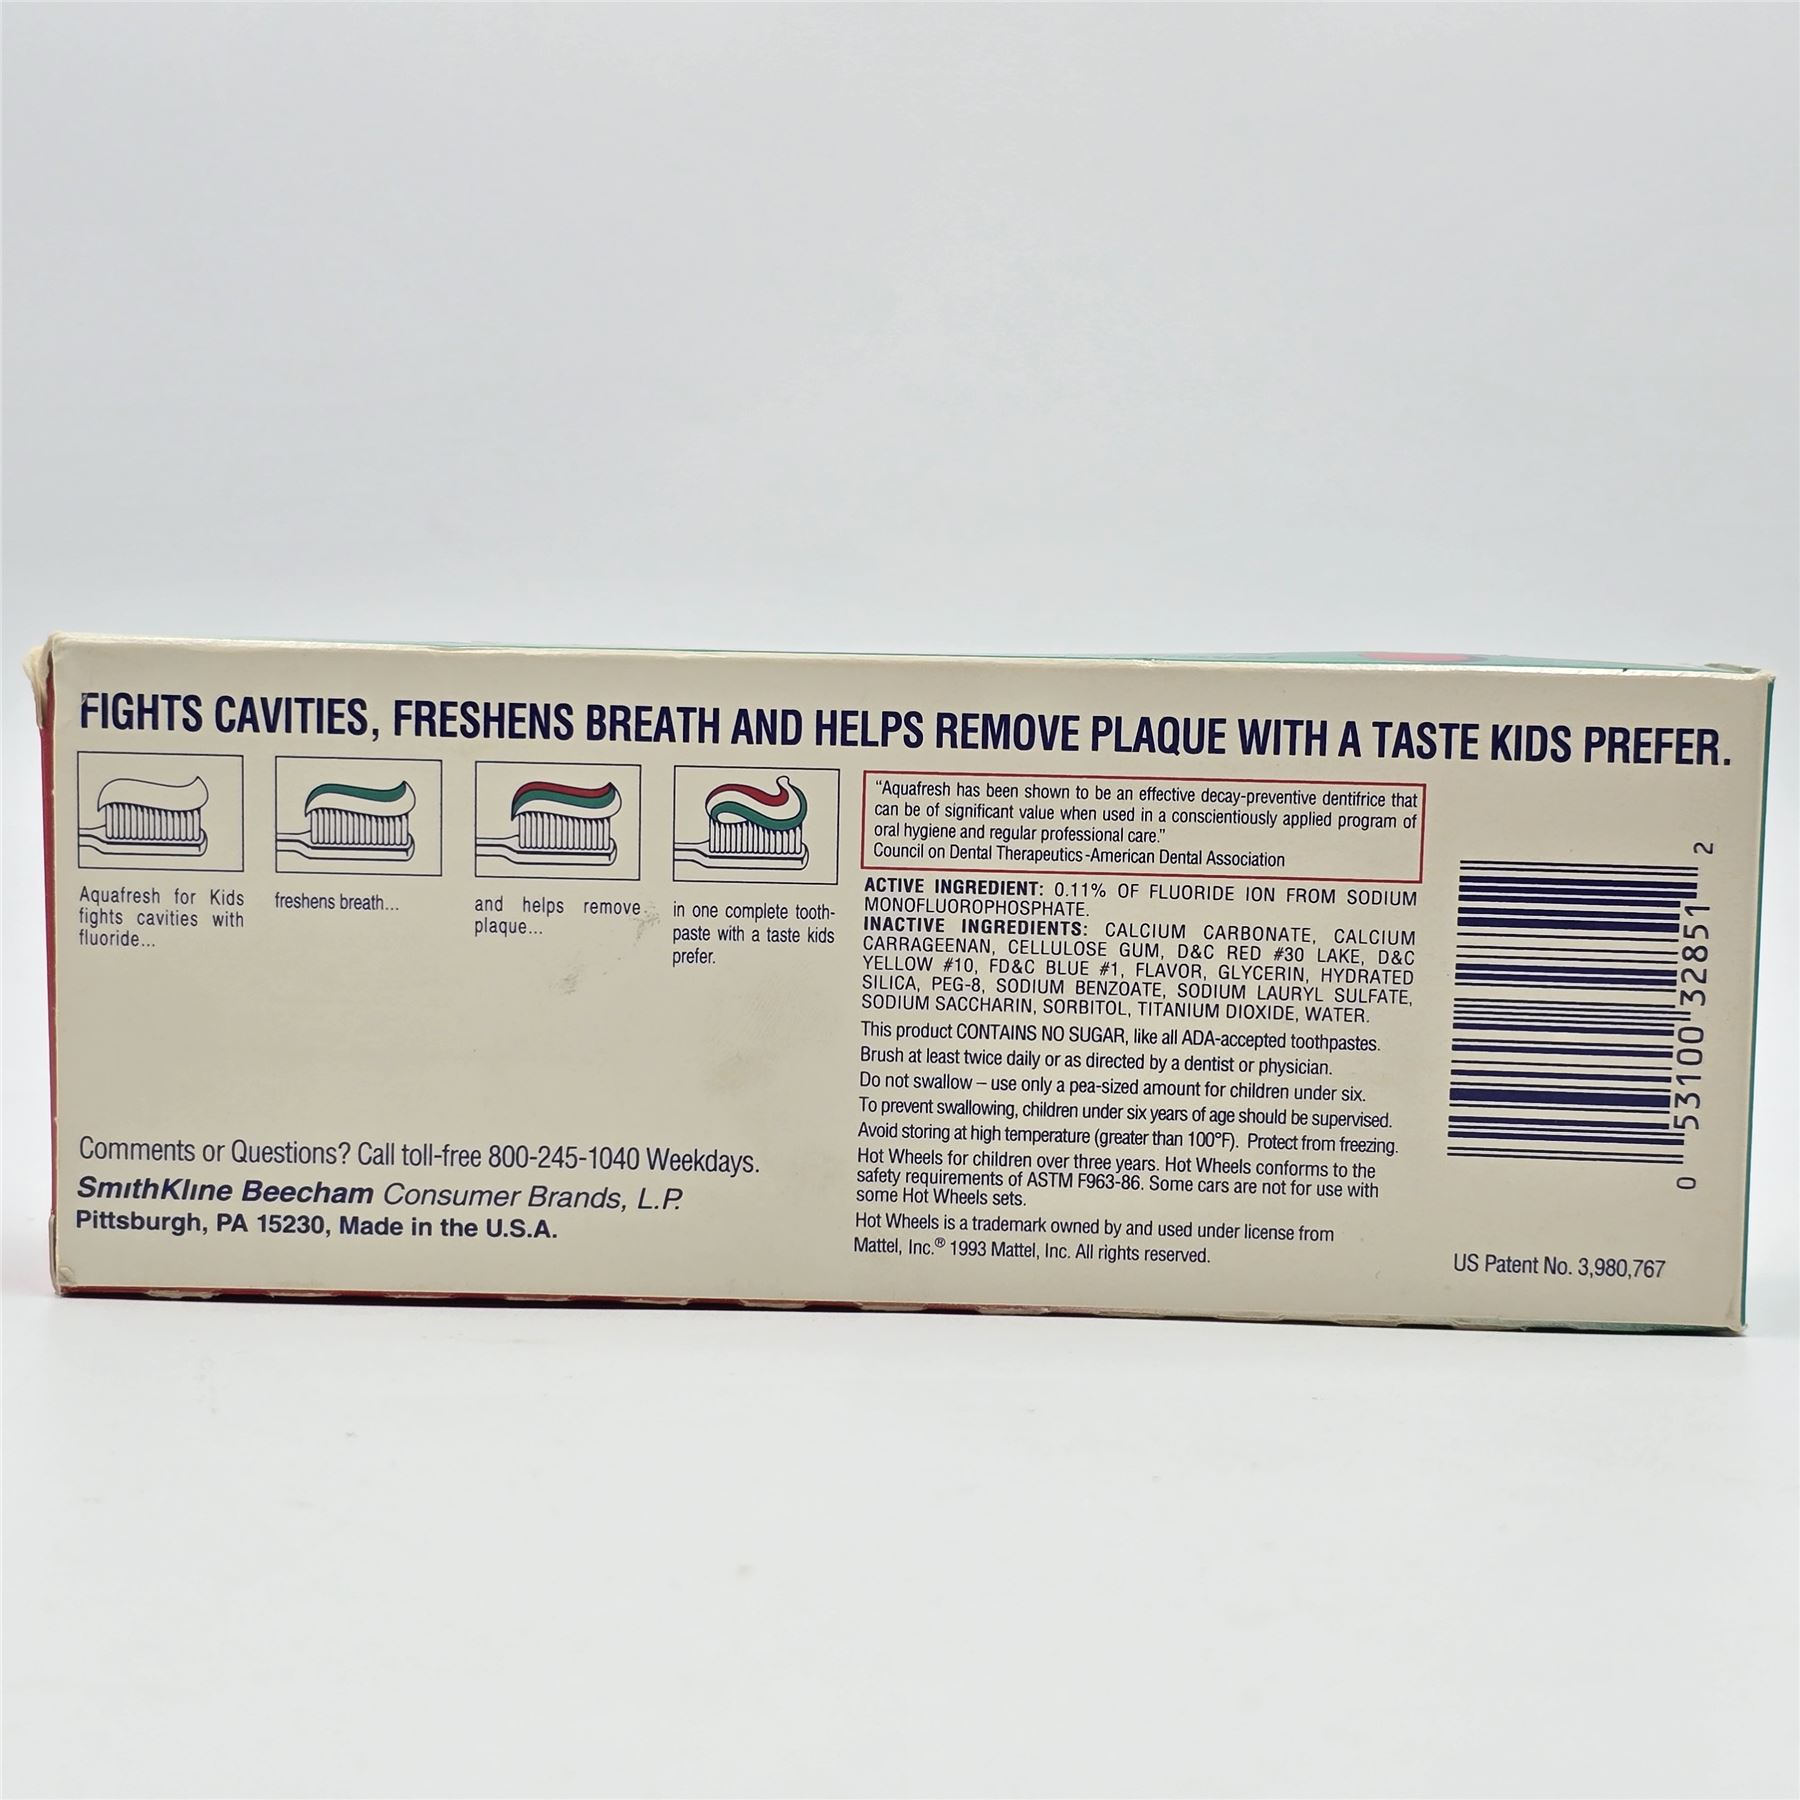 FIGHTS CAVITIES, FRESHENS BREATH AND HELPS REMOVE PLAQUE WITH A TASTE KIDS PREFER.
Aquafresh for Kids
fights cavities with
fluoride...
freshens breath...
and helps remove
plaque...
in one complete tooth-
paste with a taste kids
prefer.
Comments or Questions? Call toll-free 800-245-1040 Weekdays.
SmithKline Beecham Consumer Brands, L.P.
Pittsburgh, PA 15230, Made in the U.S.A.
"Aquafresh has been shown to be an effective decay-preventive dentifrice that
can be of significant value when used in a conscientiously applied program of
oral hygiene and regular professional care."
Council on Dental Therapeutics-American Dental Association
ACTIVE INGREDIENT: 0.11% OF FLUORIDE ION FROM SODIUM
MONOFLUOROPHOSPHATE.
INACTIVE INGREDIENTS: CALCIUM CARBONATE, CALCIUM
CARRAGEENAN, CELLULOSE GUM, D&C RED #30 LAKE, D&C
YELLOW #10, FD&C BLUE #1, FLAVOR, GLYCERIN, HYDRATED
SILICA, PEG-8, SODIUM BENZOATE, SODIUM LAURYL SULFATE,
SODIUM SACCHARIN, SORBITOL, TITANIUM DIOXIDE, WATER.
This product CONTAINS NO SUGAR, like all ADA-accepted toothpastes.
Brush at least twice daily or as directed by a dentist or physician.
Do not swallow – use only a pea-sized amount for children under six.
To prevent swallowing, children under six years of age should be supervised.
Avoid storing at high temperature (greater than 100°F). Protect from freezing.
Hot Wheels for children over three years. Hot Wheels conforms to the
safety requirements of ASTM F963-86. Some cars are not for use with
some Hot Wheels sets.
Hot Wheels is a trademark owned by and used under license from
Mattel, Inc.® 1993 Mattel, Inc. All rights reserved.
0 53100 32851 2
US Patent No. 3,980,767